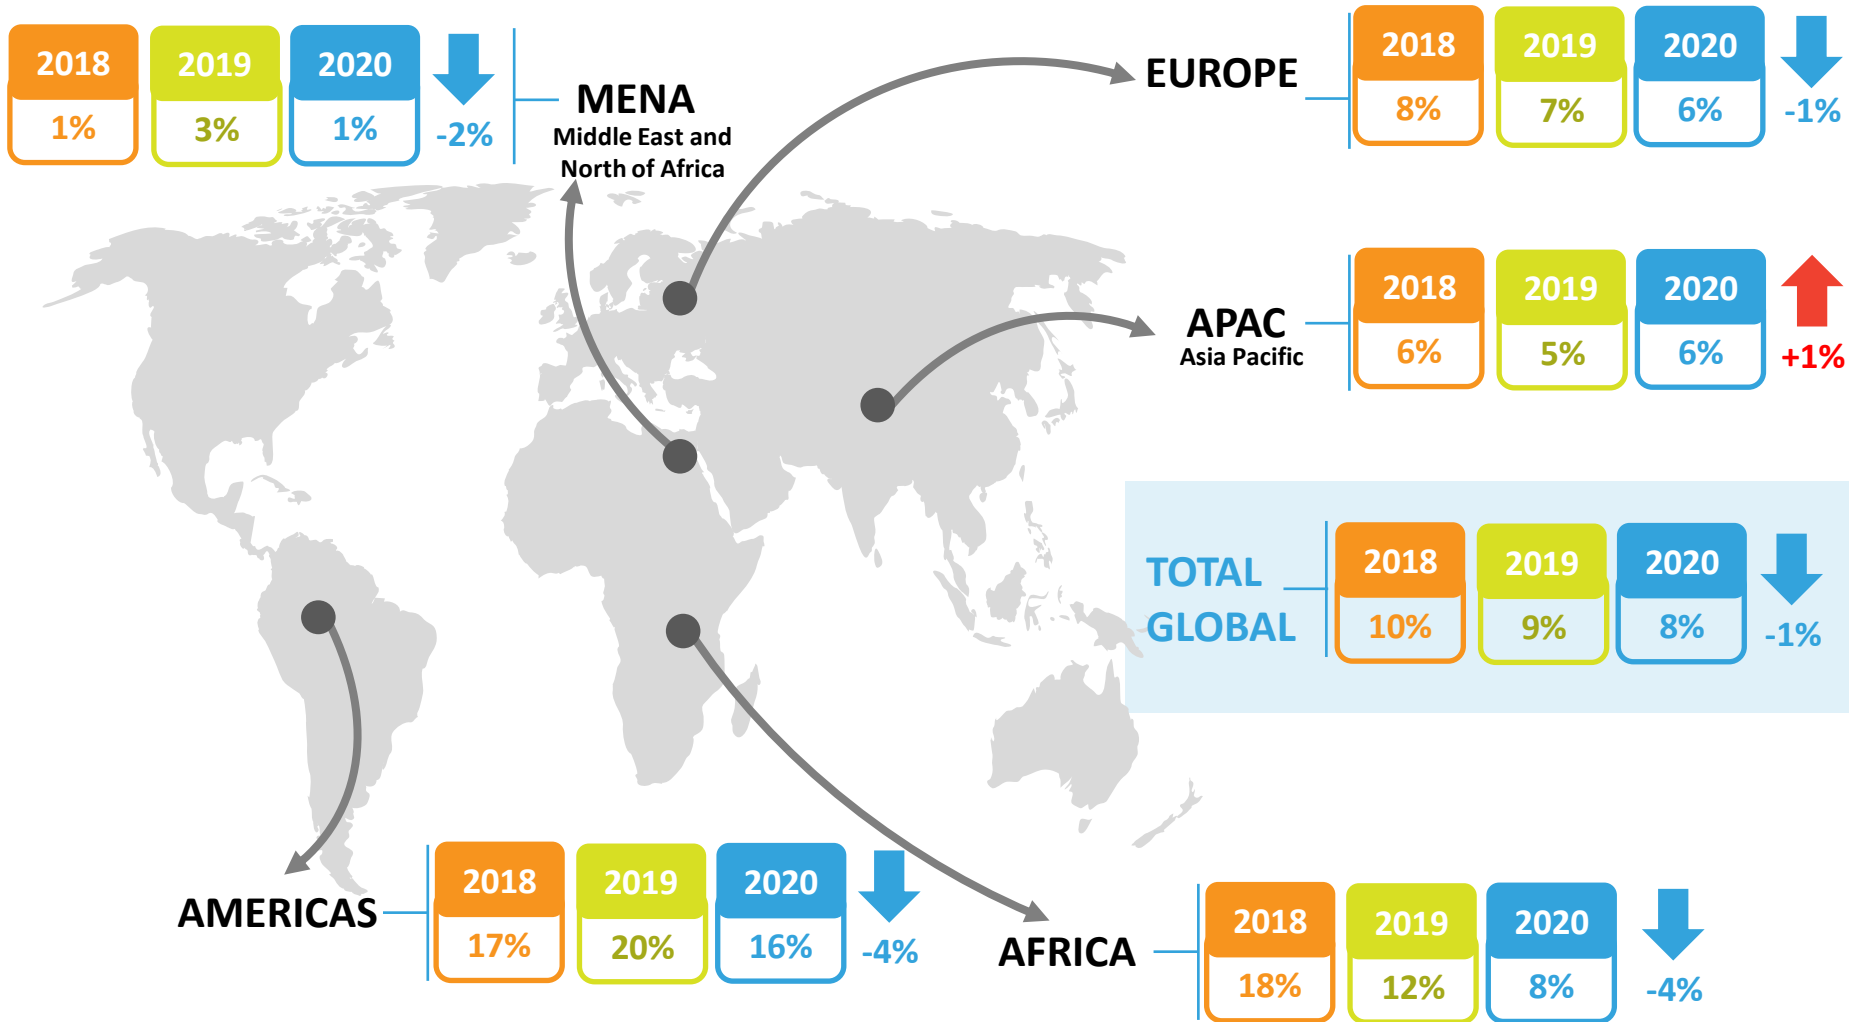 2018 2019 2020
1% 3% 1% -2%
MENA
Middle East and
North of Africa
EUROPE
2018 2019 2020
8% 7% 6% -1%
APAC
Asia Pacific
2018 2019 2020
6% 5% 6% +1%
TOTAL
GLOBAL
2018 2019 2020
10% 9% 8% -1%
AMERICAS
2018 2019 2020
17% 20% 16% -4%
AFRICA
2018 2019 2020
18% 12% 8% -4%